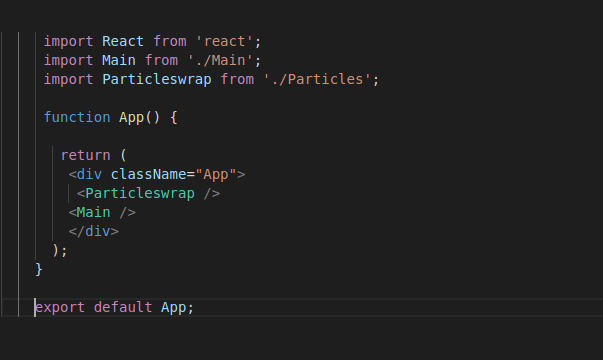 import React from 'react';
import Main from './Main';
import Particleswrap from './Particles';
function App() {
return (
<div className="App">
<Particleswrap />
<Main />
</div>
);
}
export default App;